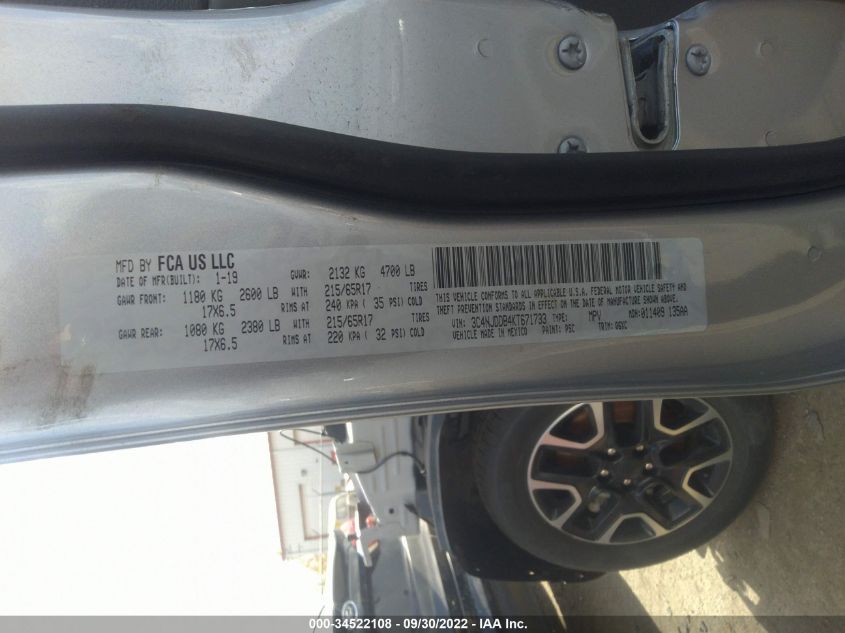 MFD BY FCA US LLC
DATE OF MFR(BUILT): 1-19
GVWR: 2132 KG 4700 LB
GAWR FRONT: 1180 KG 2600 LB WITH 215/65R17 TIRES
17X6.5 RIMS AT 240 KPA ( 35 PSI) COLD
GAWR REAR: 1080 KG 2380 LB WITH 215/65R17 TIRES
17X6.5 RIMS AT 220 KPA ( 32 PSI) COLD
THIS VEHICLE CONFORMS TO ALL APPLICABLE U.S.A. FEDERAL MOTOR VEHICLE SAFETY AND
THEFT PREVENTION STANDARDS IN EFFECT ON THE DATE OF MANUFACTURE SHOWN ABOVE
VIN: 3C4NJDDB4KT671733 TYPE: MPV MDH: 011409 135AA
VEHICLE MADE IN MEXICO PAINT: PSC TRIM: D6XC
000-34522108 - 09/30/2022 - IAA Inc.